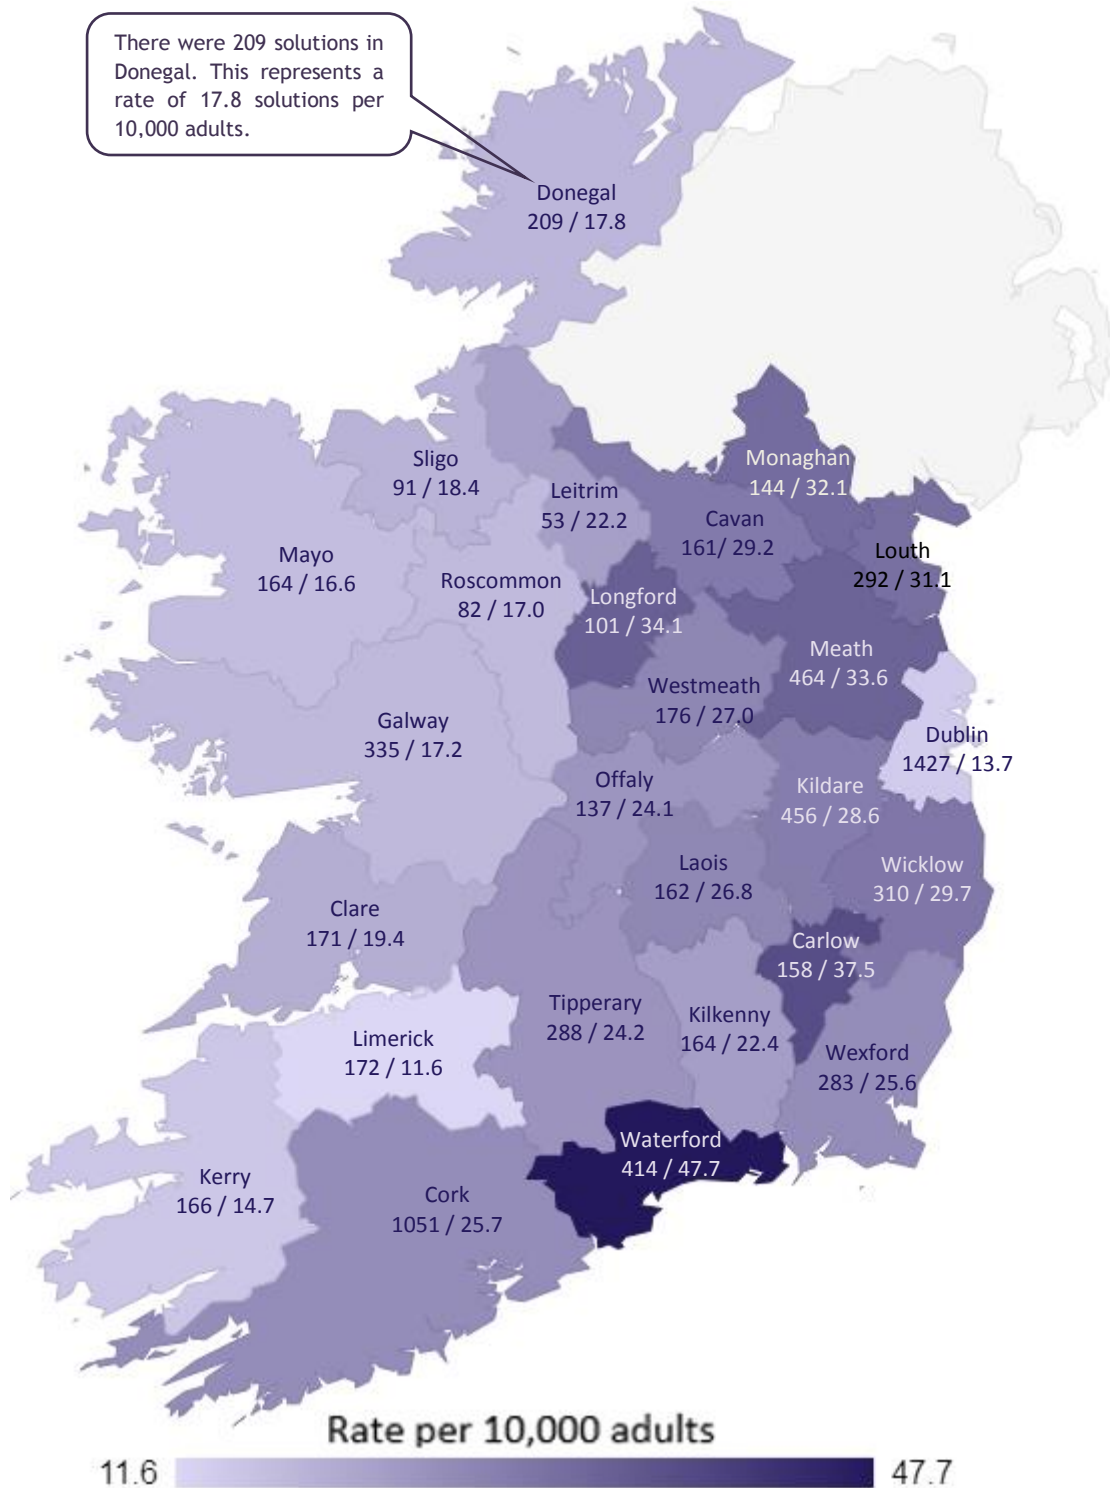 There were 209 solutions in
Donegal. This represents a
rate of 17.8 solutions per
10,000 adults.
Donegal
209 / 17.8
Sligo
91 / 18.4
Leitrim
53 / 22.2
Monaghan
144 / 32.1
Cavan
161/ 29.2
Louth
292 / 31.1
Mayo
164 / 16.6
Roscommon
82 / 17.0
Longford
101 / 34.1
Meath
464 / 33.6
Westmeath
176 / 27.0
Galway
335 / 17.2
Dublin
1427 / 13.7
Offaly
137 / 24.1
Kildare
456 / 28.6
Laois
162 / 26.8
Wicklow
310 / 29.7
Clare
171 / 19.4
Carlow
158 / 37.5
Tipperary
288 / 24.2
Kilkenny
164 / 22.4
Limerick
172 / 11.6
Wexford
283 / 25.6
Waterford
414 / 47.7
Kerry
166 / 14.7
Cork
1051 / 25.7
Rate per 10,000 adults
11.6
47.7